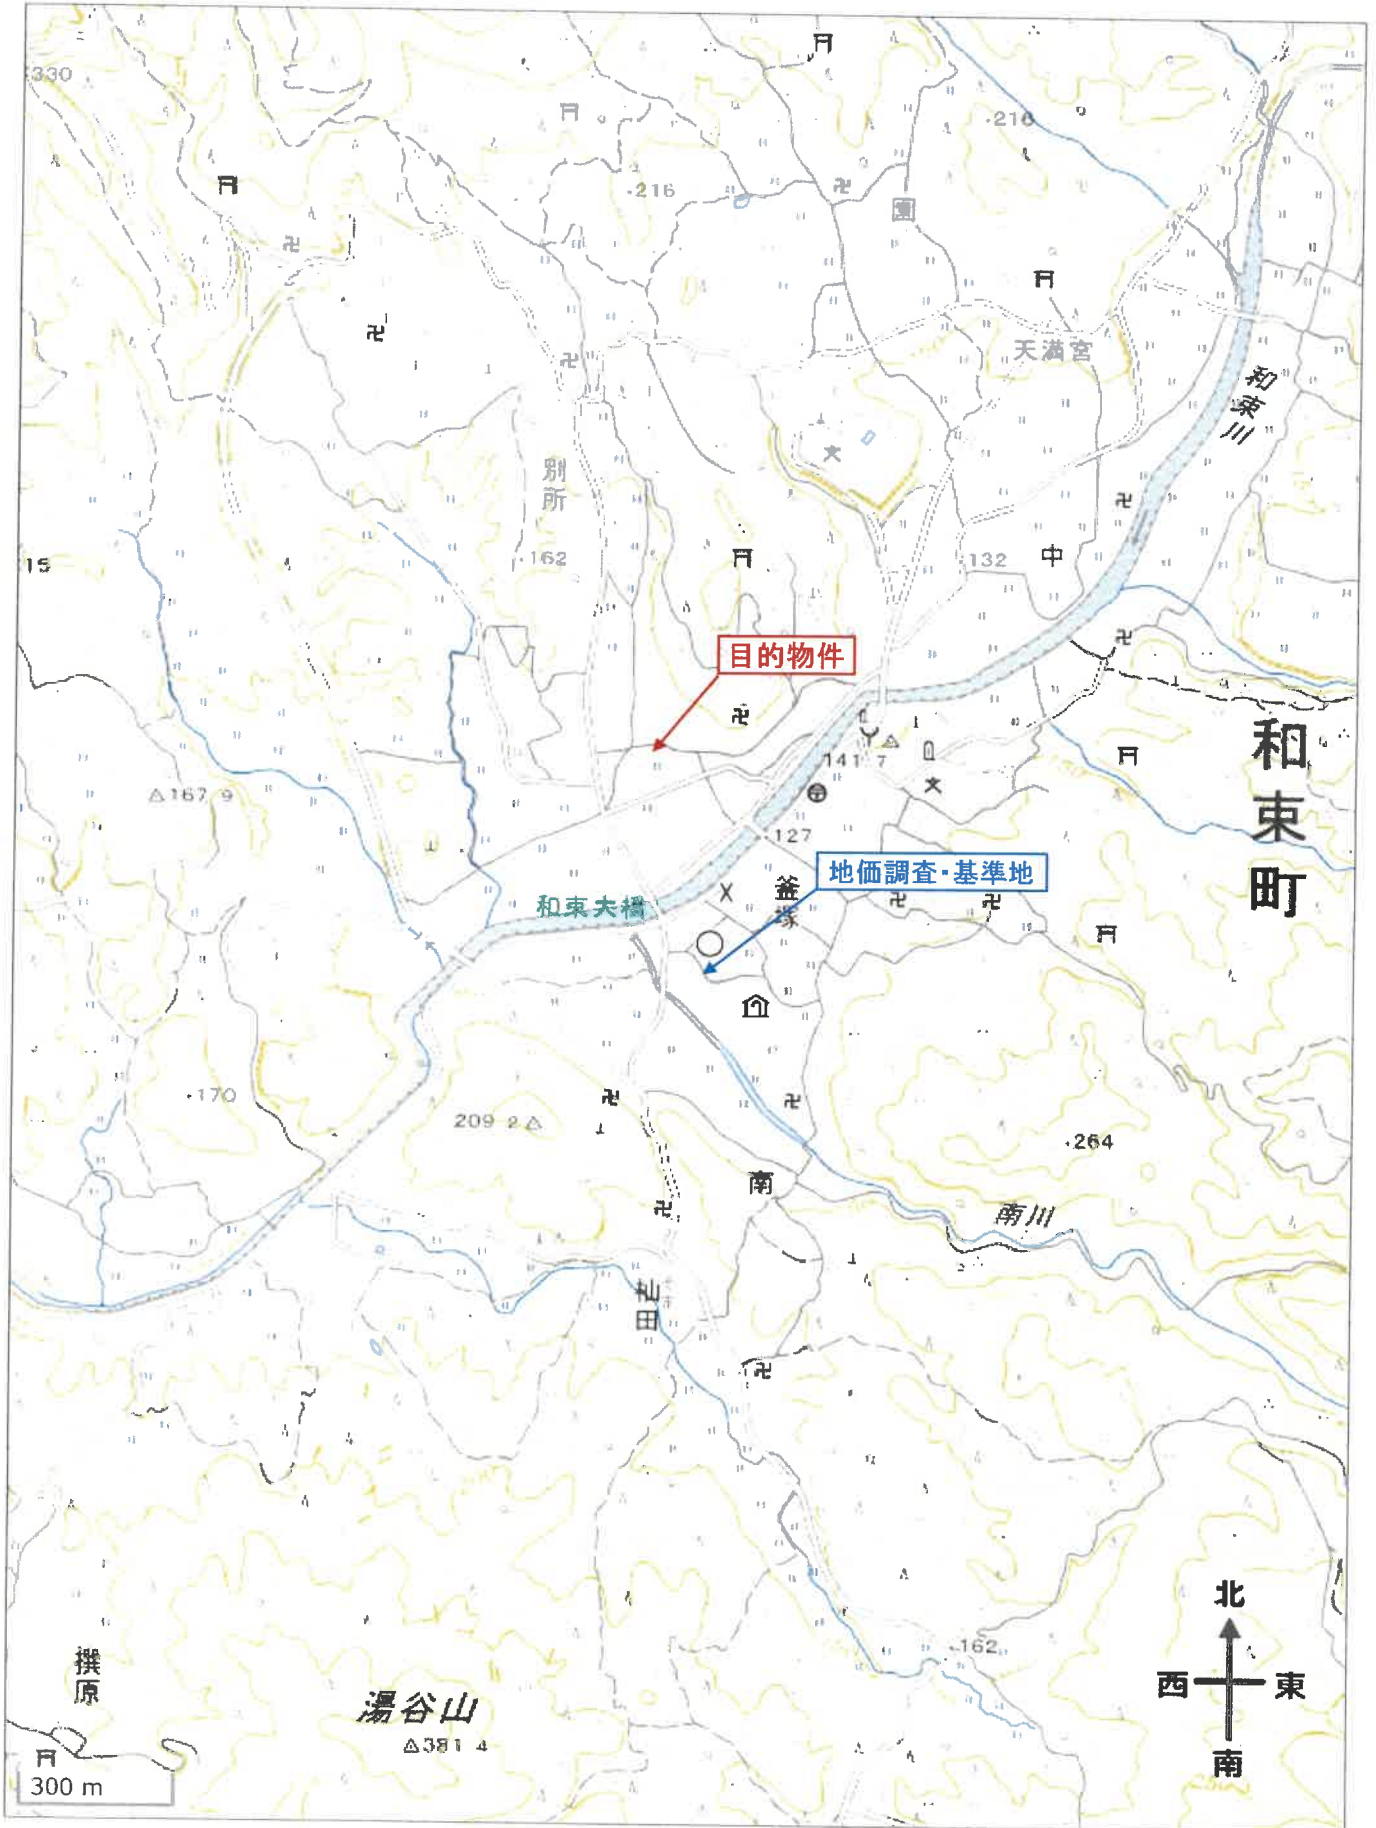 330
216
216
天満宮
和束川
別所
15
162
132
中
目的物件
和束町
141 7
167 9
127
地価調査・基準地
釜塚
和束大橋
170
209 2
264
南
南川
北
162
西
東
撰原
湯谷山
381 4
南
300 m